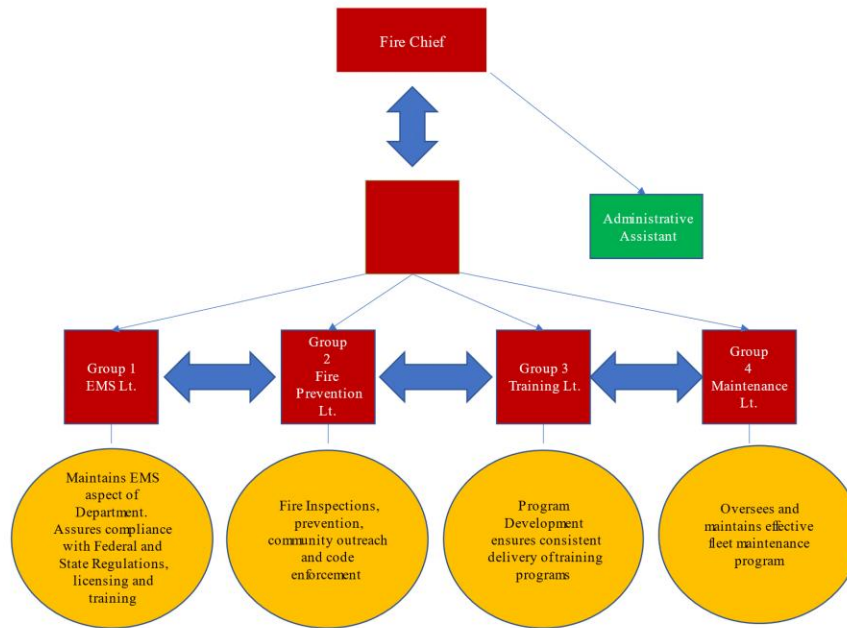 Fire Chief
Administrative
Assistant
Group 1
EMS Lt.
Group
2
Fire
Prevention
Lt.
Group 3
Training Lt.
Group
4
Maintenance
Lt.
Maintains EMS
aspect of
Department.
Assures compliance
with Federal and
State Regulations,
licensing and
training
Fire Inspections,
prevention,
community outreach
and code
enforcement
Program
Development
ensures consistent
delivery of training
programs
Oversees and
maintains effective
fleet maintenance
program